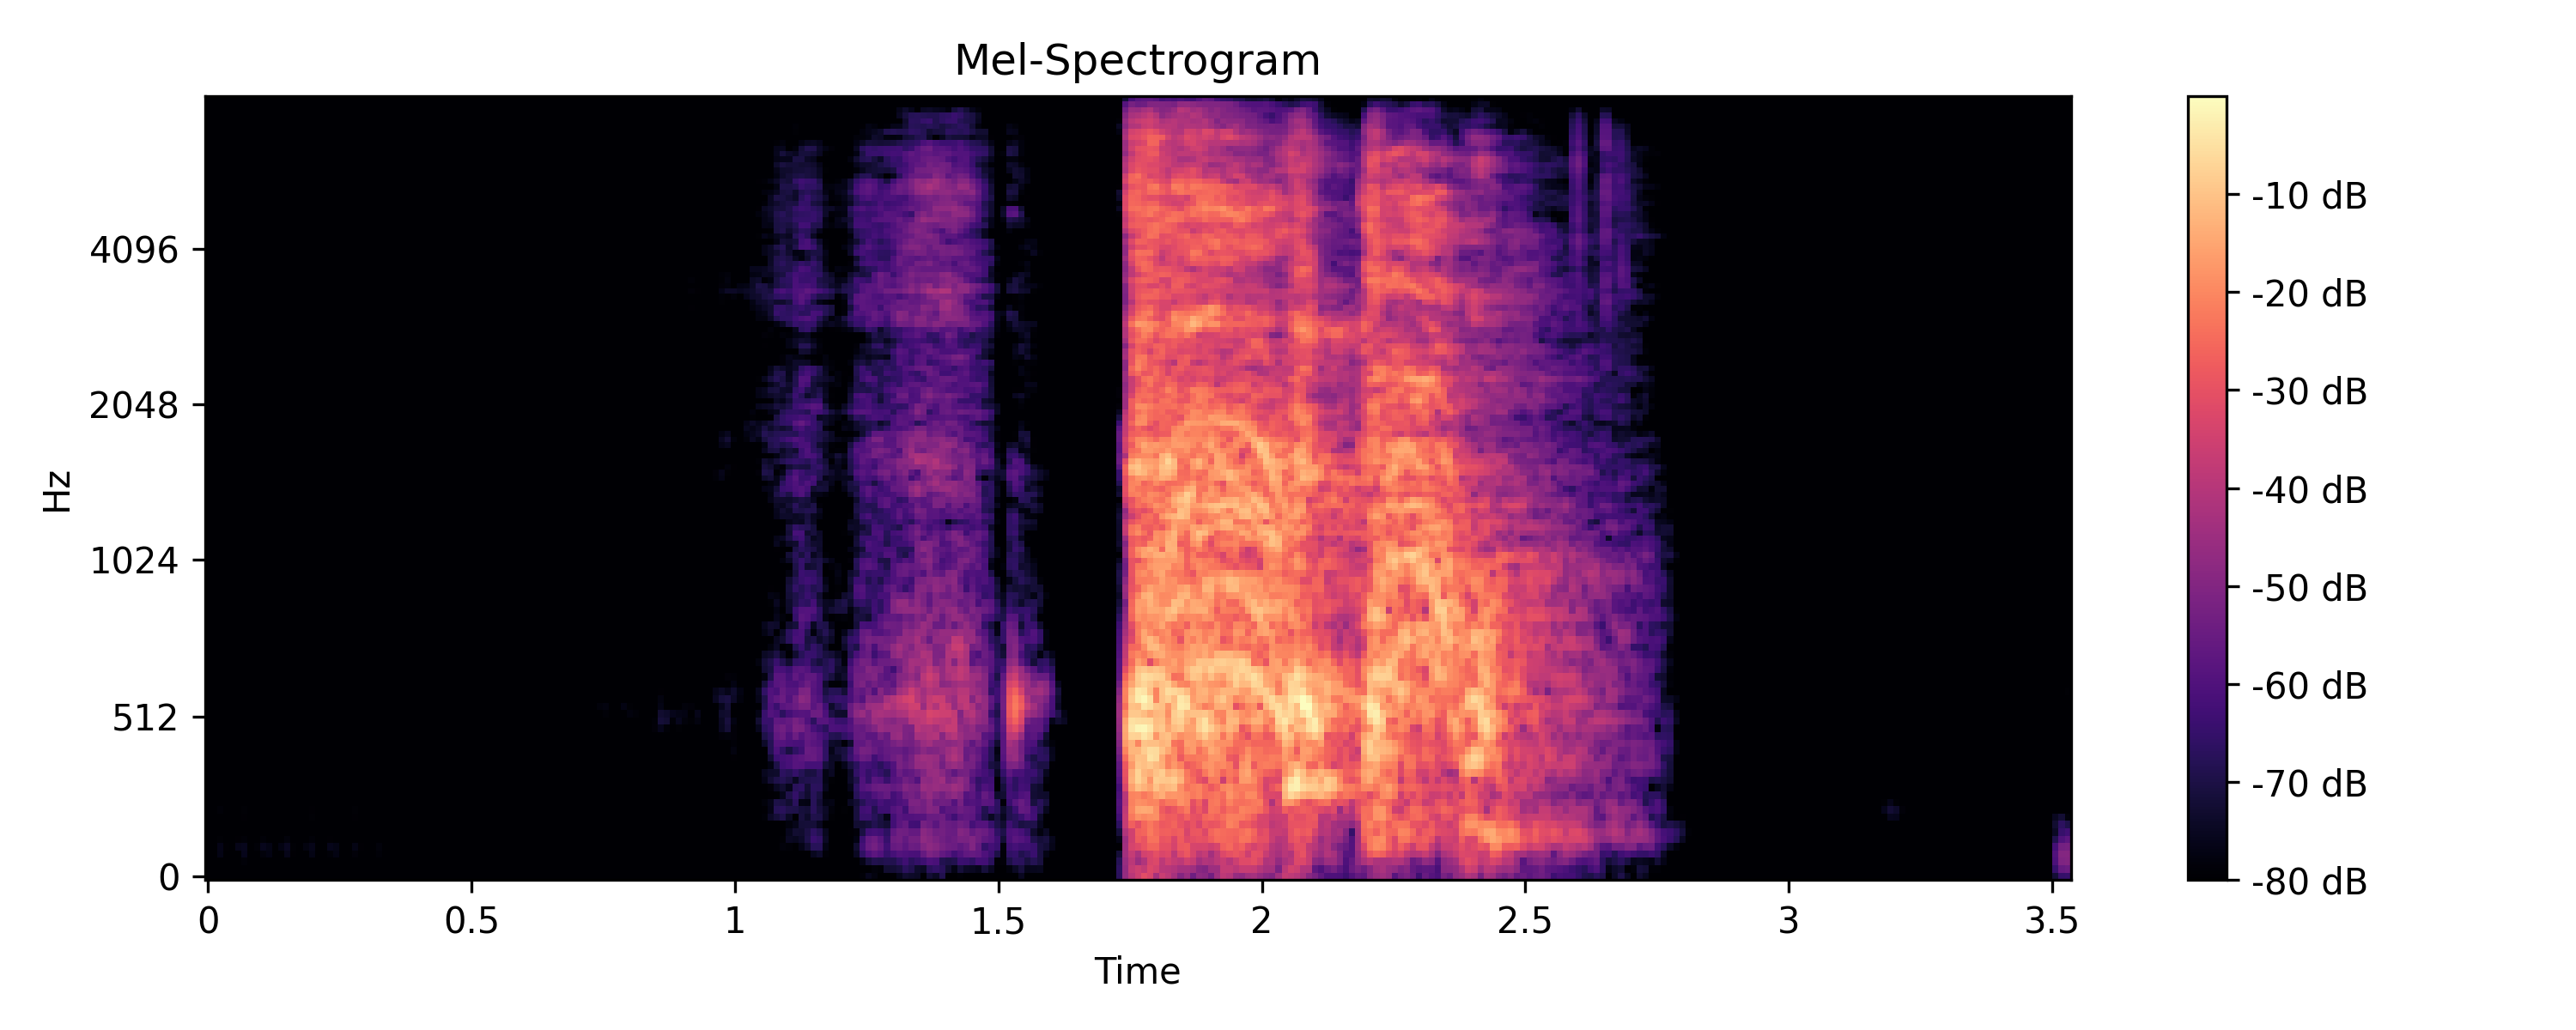 Mel-Spectrogram
Hz
4096
2048
1024
512
0
0 0.5 1 1.5 2 2.5 3 3.5
Time
-10 dB
-20 dB
-30 dB
-40 dB
-50 dB
-60 dB
-70 dB
-80 dB